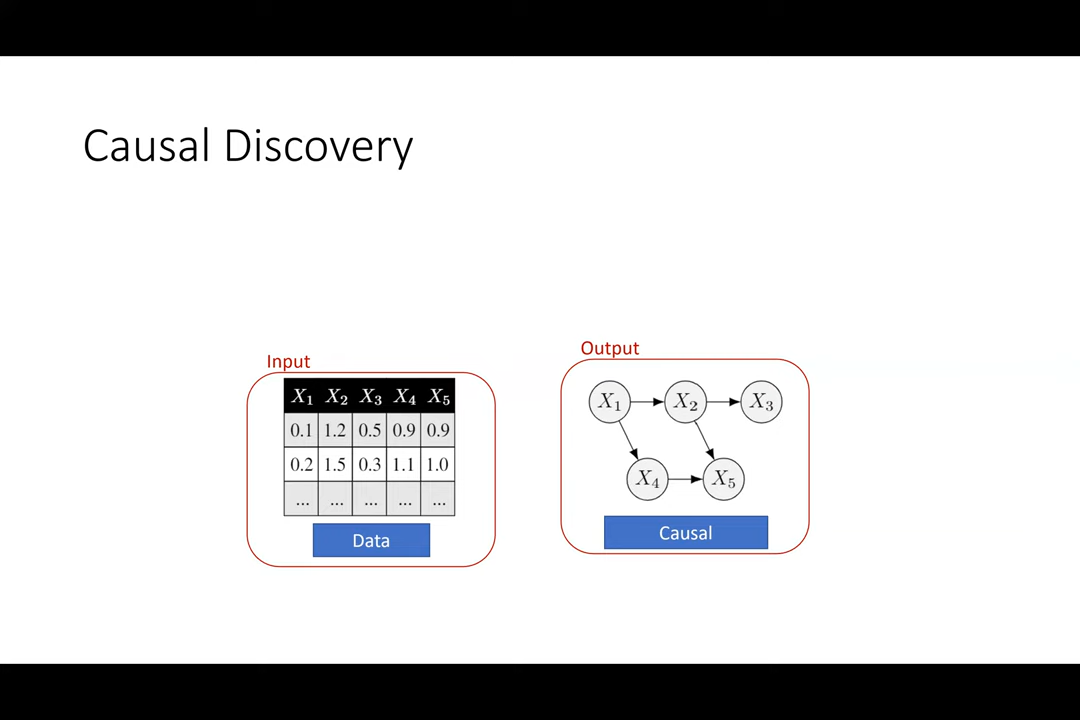 Causal Discovery
Input
X₁ X₂ X₃ X₄ X₅
0.1 1.2 0.5 0.9 0.9
0.2 1.5 0.3 1.1 1.0
... ... ... ... ...
Data
Output
X₁ X₂ X₃
X₄ X₅
Causal